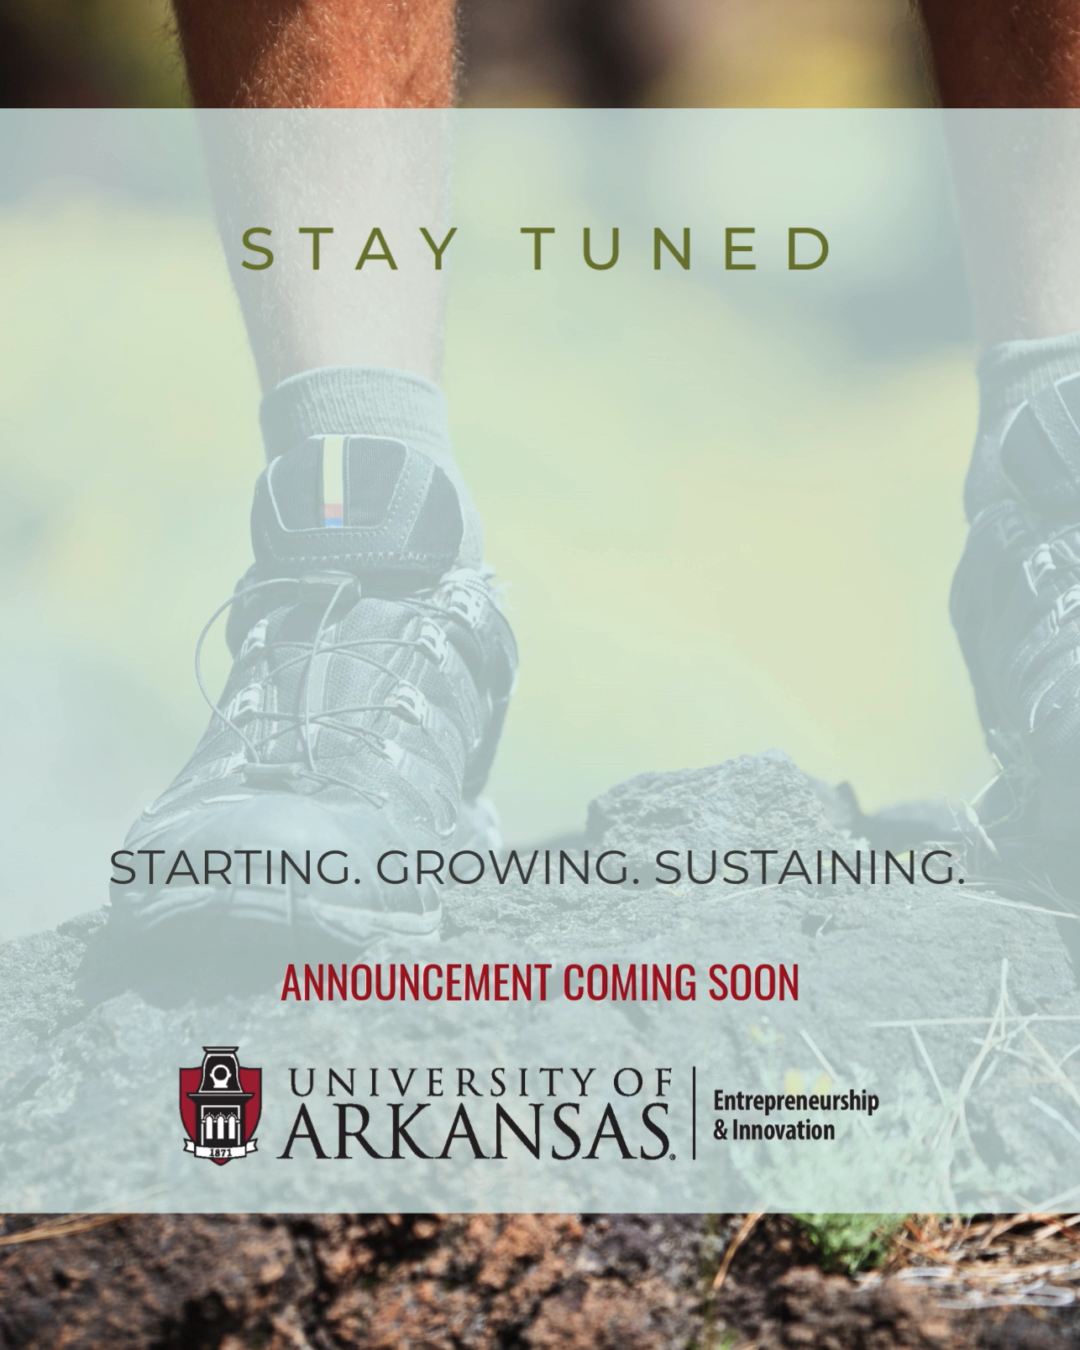 STAY TUNED
STARTING. GROWING. SUSTAINING.
ANNOUNCEMENT COMING SOON
1871
UNIVERSITY OF
ARKANSAS.
Entrepreneurship
& Innovation